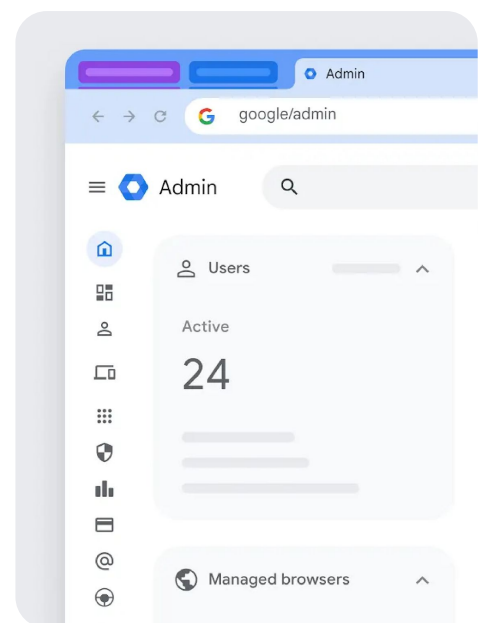 Admin
google/admin
Admin
Users
Active
24
Managed browsers